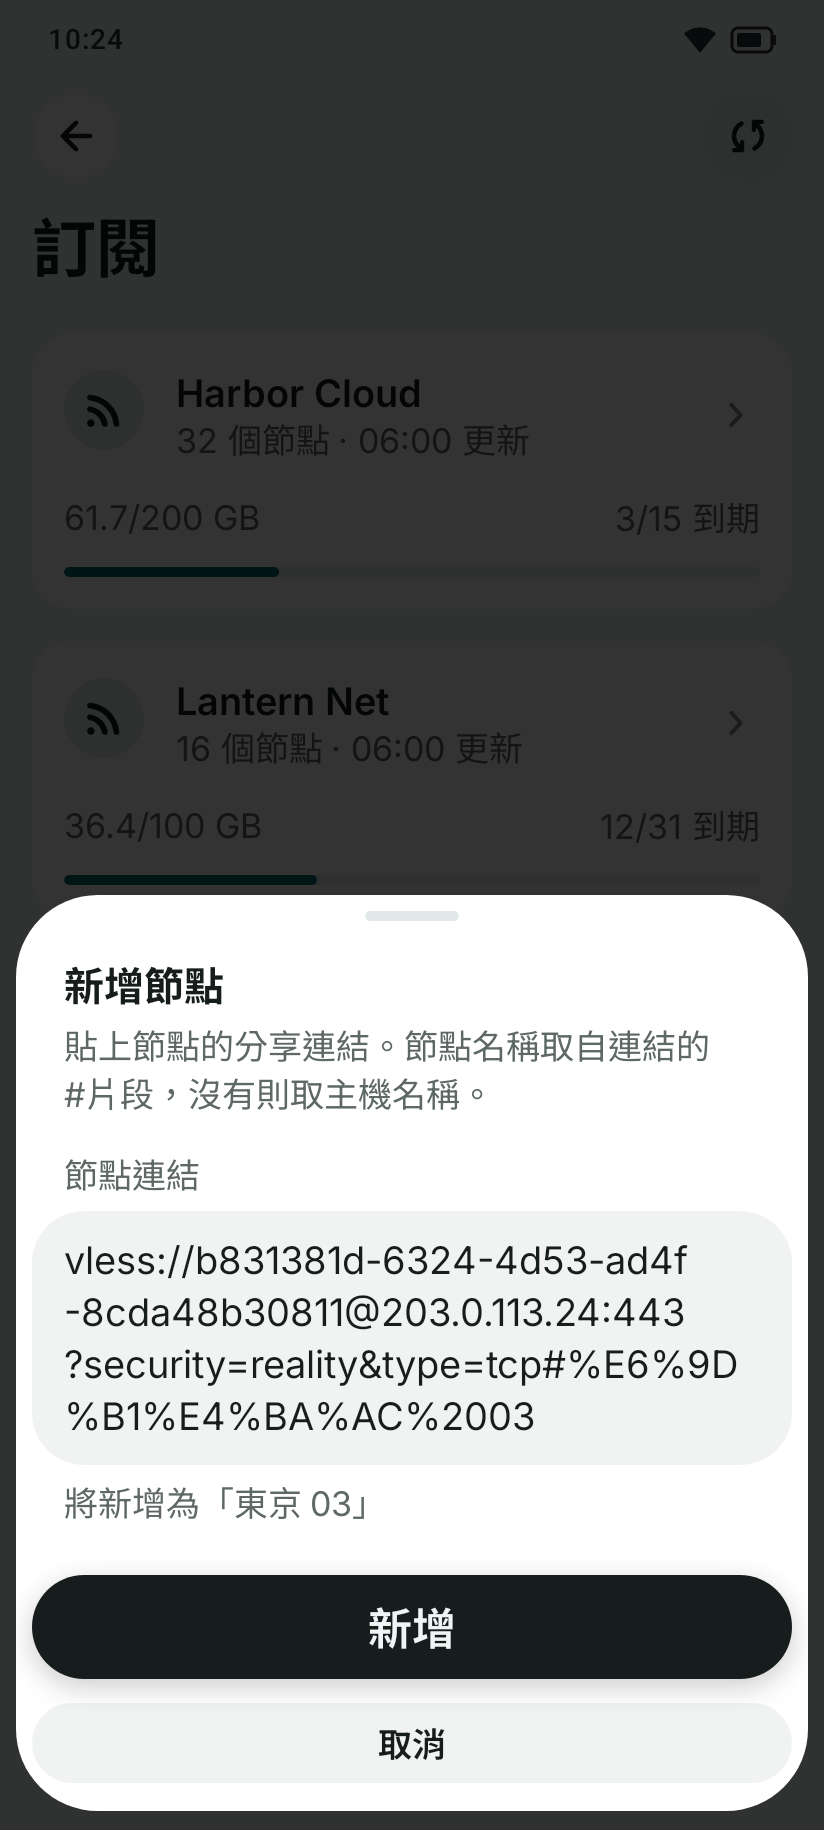 10:24
訂閱
Harbor Cloud
32 個節點 · 06:00 更新
61.7/200 GB
3/15 到期
Lantern Net
16 個節點 · 06:00 更新
36.4/100 GB
12/31 到期
新增節點
貼上節點的分享連結。節點名稱取自連結的
#片段，沒有則取主機名稱。
節點連結
vless://b831381d-6324-4d53-ad4f
-8cda48b30811@203.0.113.24:443
?security=reality&type=tcp#%E6%9D
%B1%E4%BA%AC%2003
將新增為「東京 03」
新增
取消